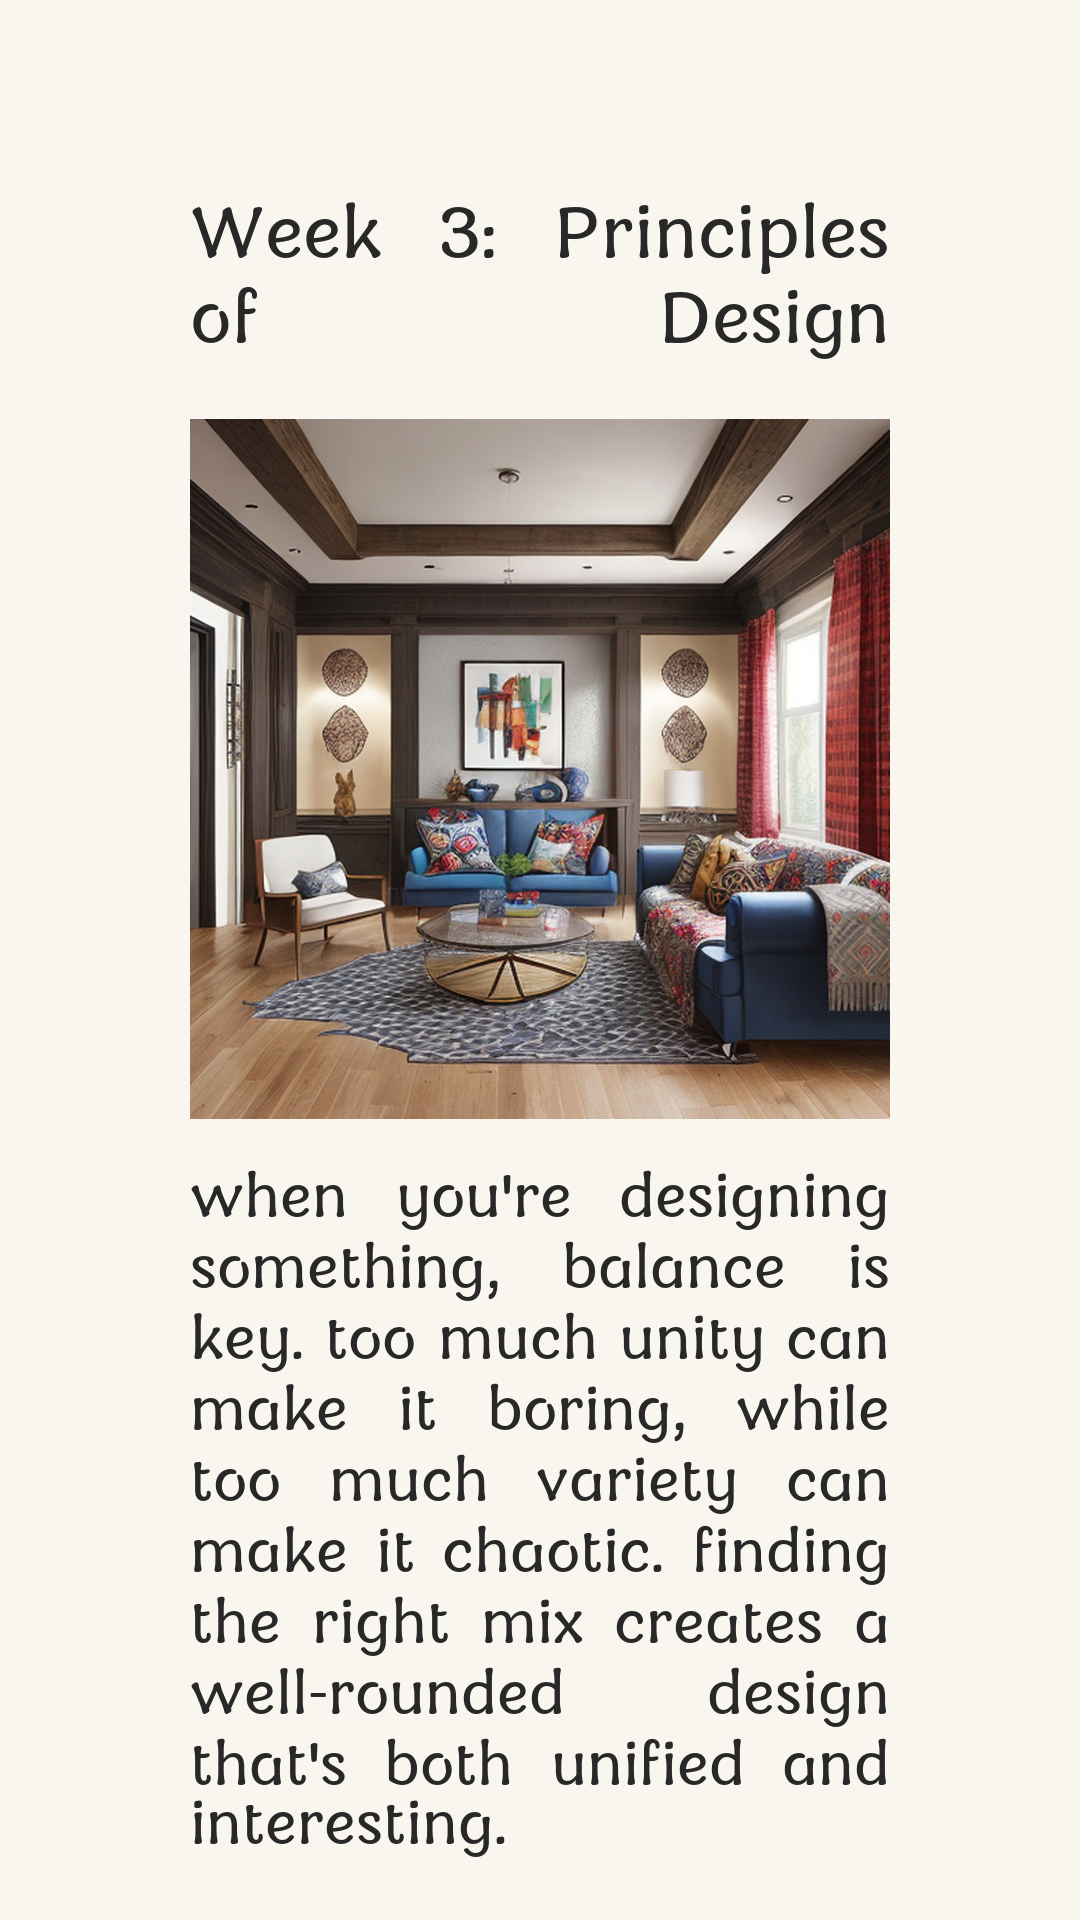 Week 3: Principles
of Design
when you're designing
something, balance is
key. too much unity can
make it boring, while
too much variety can
make it chaotic. finding
the right mix creates a
well-rounded design
that's both unified and
interesting.